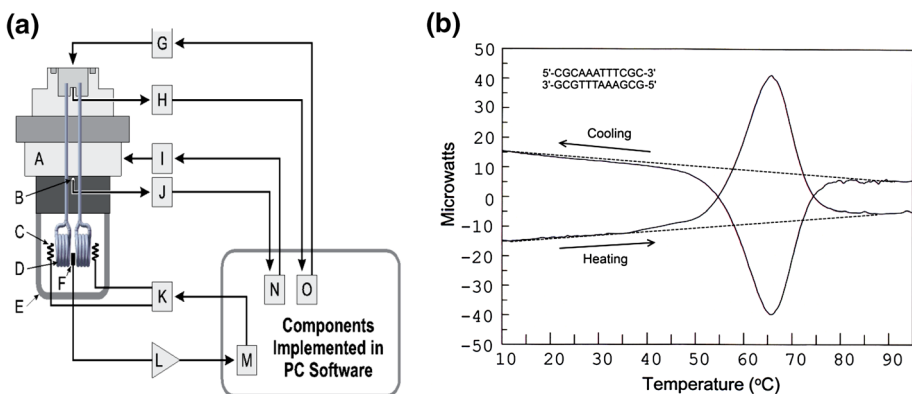 (a)
G
H
A
I
B
J
C
D
F
E
K
N
O
L
M
Components
Implemented in
PC Software
(b)
50
40
30
20
10
0
-10
-20
-30
-40
-50
Microwatts
5'-CGCAAATTTCGC-3'
3'-GCGTTTAAAGCG-5'
Cooling
Heating
10 20 30 40 50 60 70 80 90
Temperature (ºC)